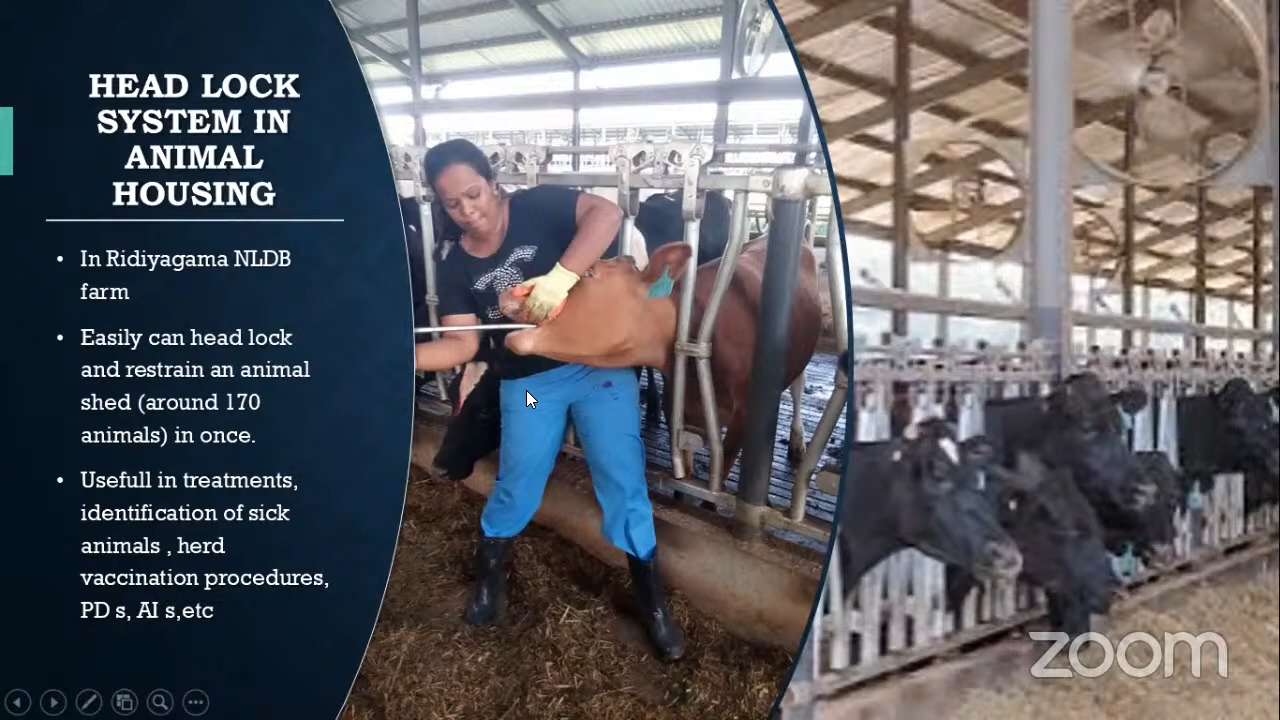 HEAD LOCK
SYSTEM IN
ANIMAL
HOUSING
• In Ridiyagama NLDB
farm
• Easily can head lock
and restrain an animal
shed (around 170
animals) in once.
• Usefull in treatments,
identification of sick
animals , herd
vaccination procedures,
PD s, AI s,etc
zoom